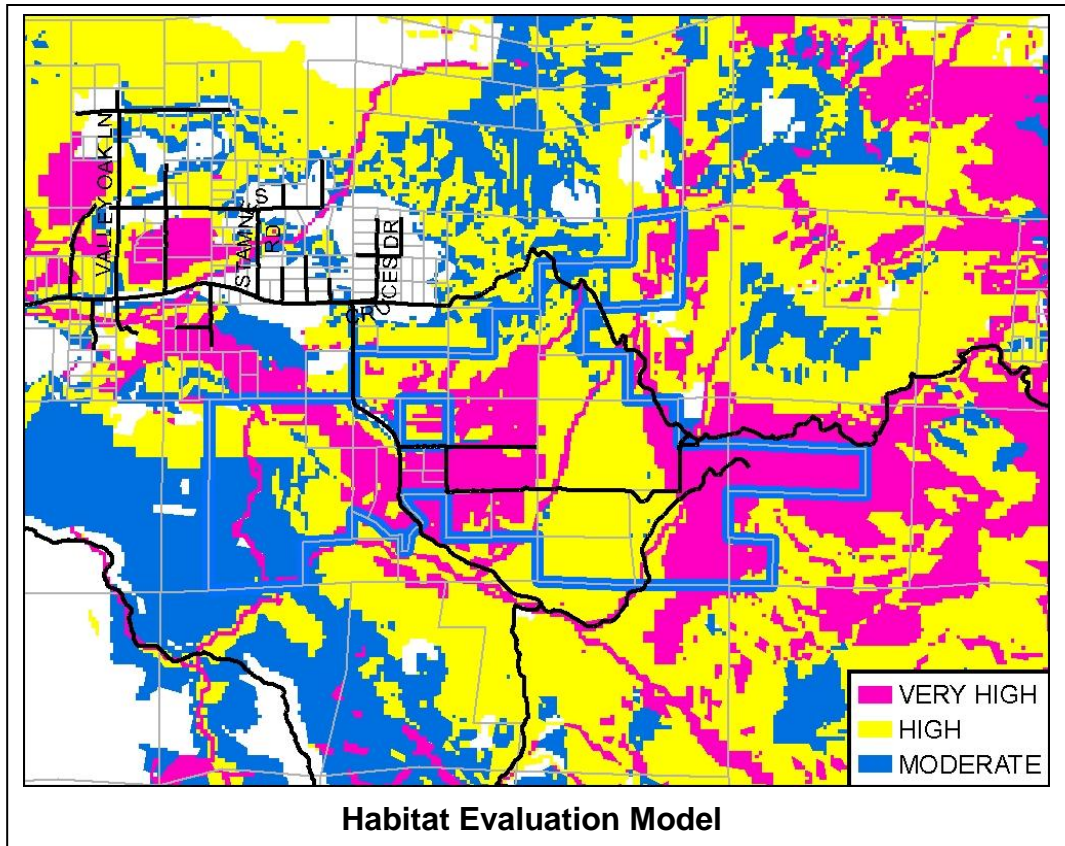 VALLEY OAK LN
STAMNES
RD
CRUCES DR
VERY HIGH
HIGH
MODERATE
Habitat Evaluation Model